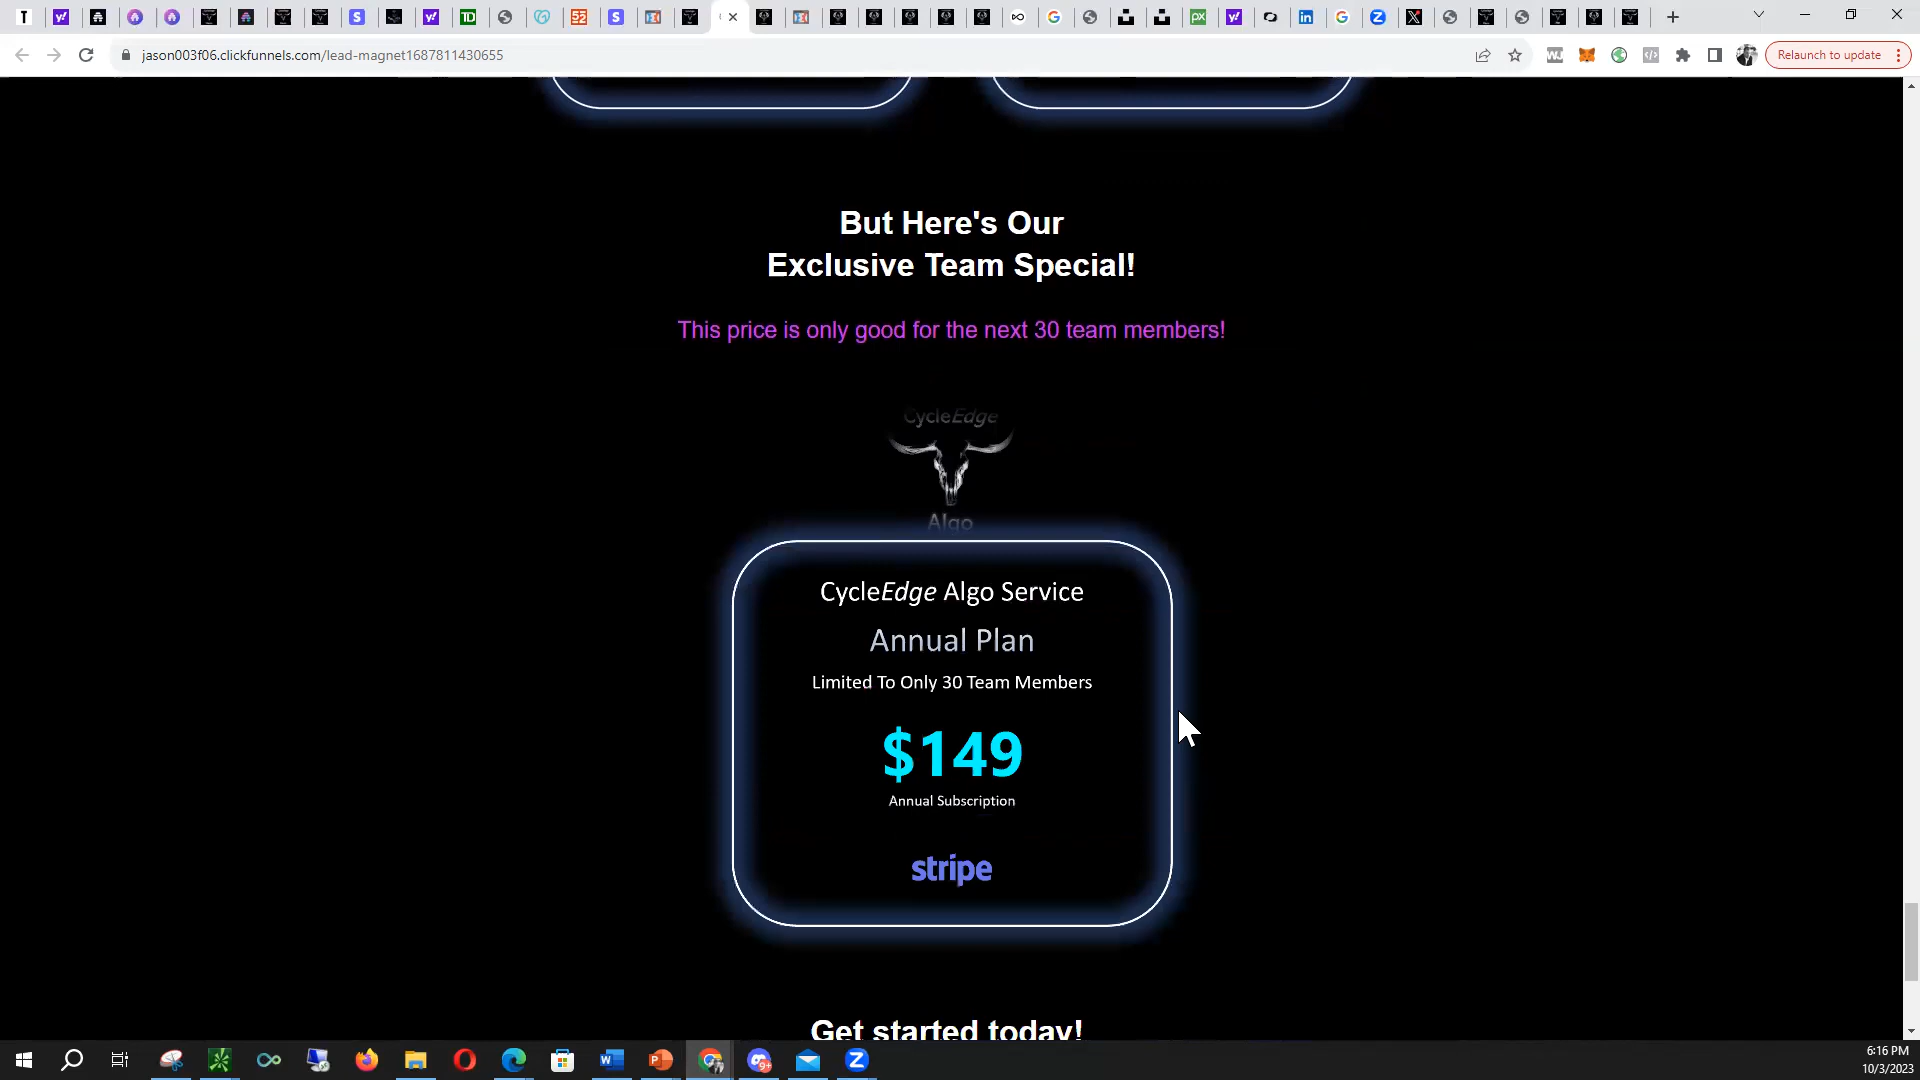 jason003f06.clickfunnels.com/lead-magnet1687811430655
Relaunch to update
But Here's Our
Exclusive Team Special!
This price is only good for the next 30 team members!
CycleEdge
Algo
CycleEdge Algo Service
Annual Plan
Limited To Only 30 Team Members
$149
Annual Subscription
stripe
Get started today!
6:16 PM
10/3/2023